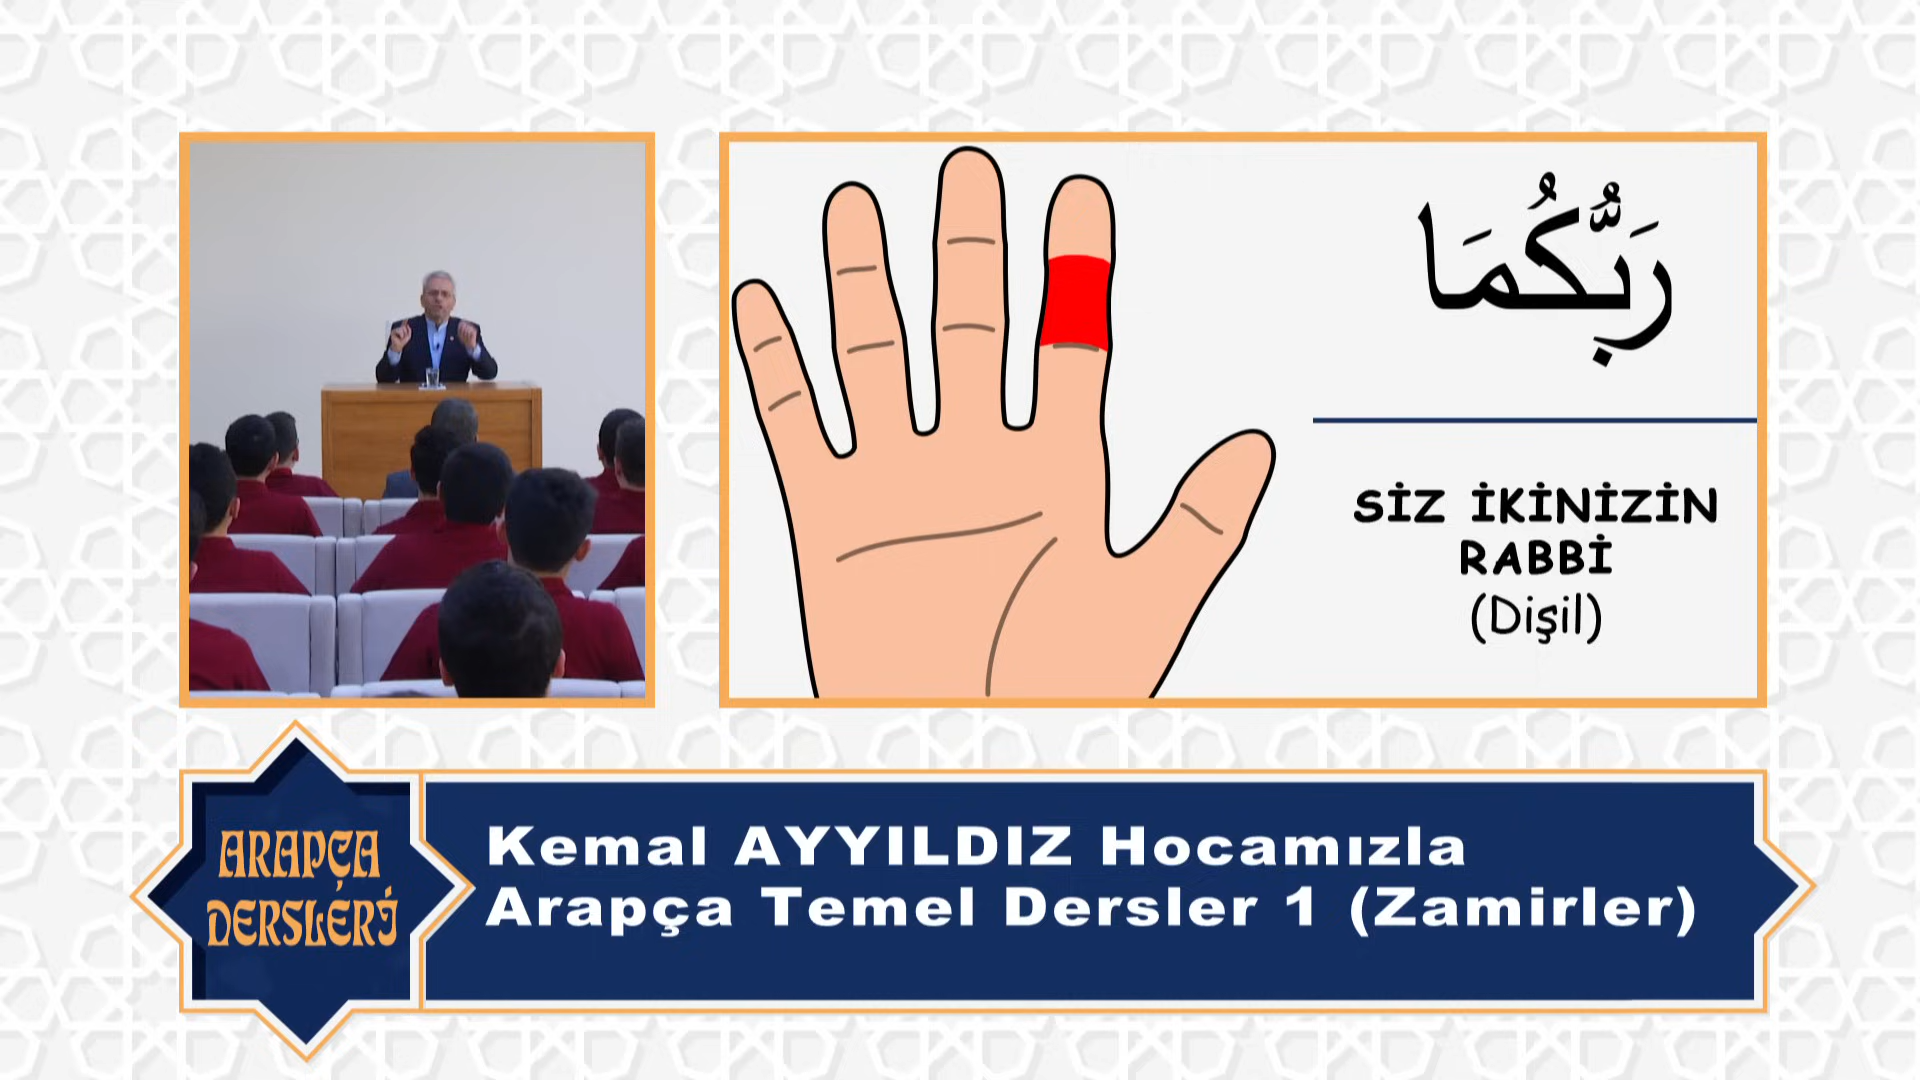 رَبُّكُمَا
SİZ İKİNİZİN
RABBİ
(Dişil)
ARAPÇA
DERSLERİ
Kemal AYYILDIZ Hocamızla
Arapça Temel Dersler 1 (Zamirler)